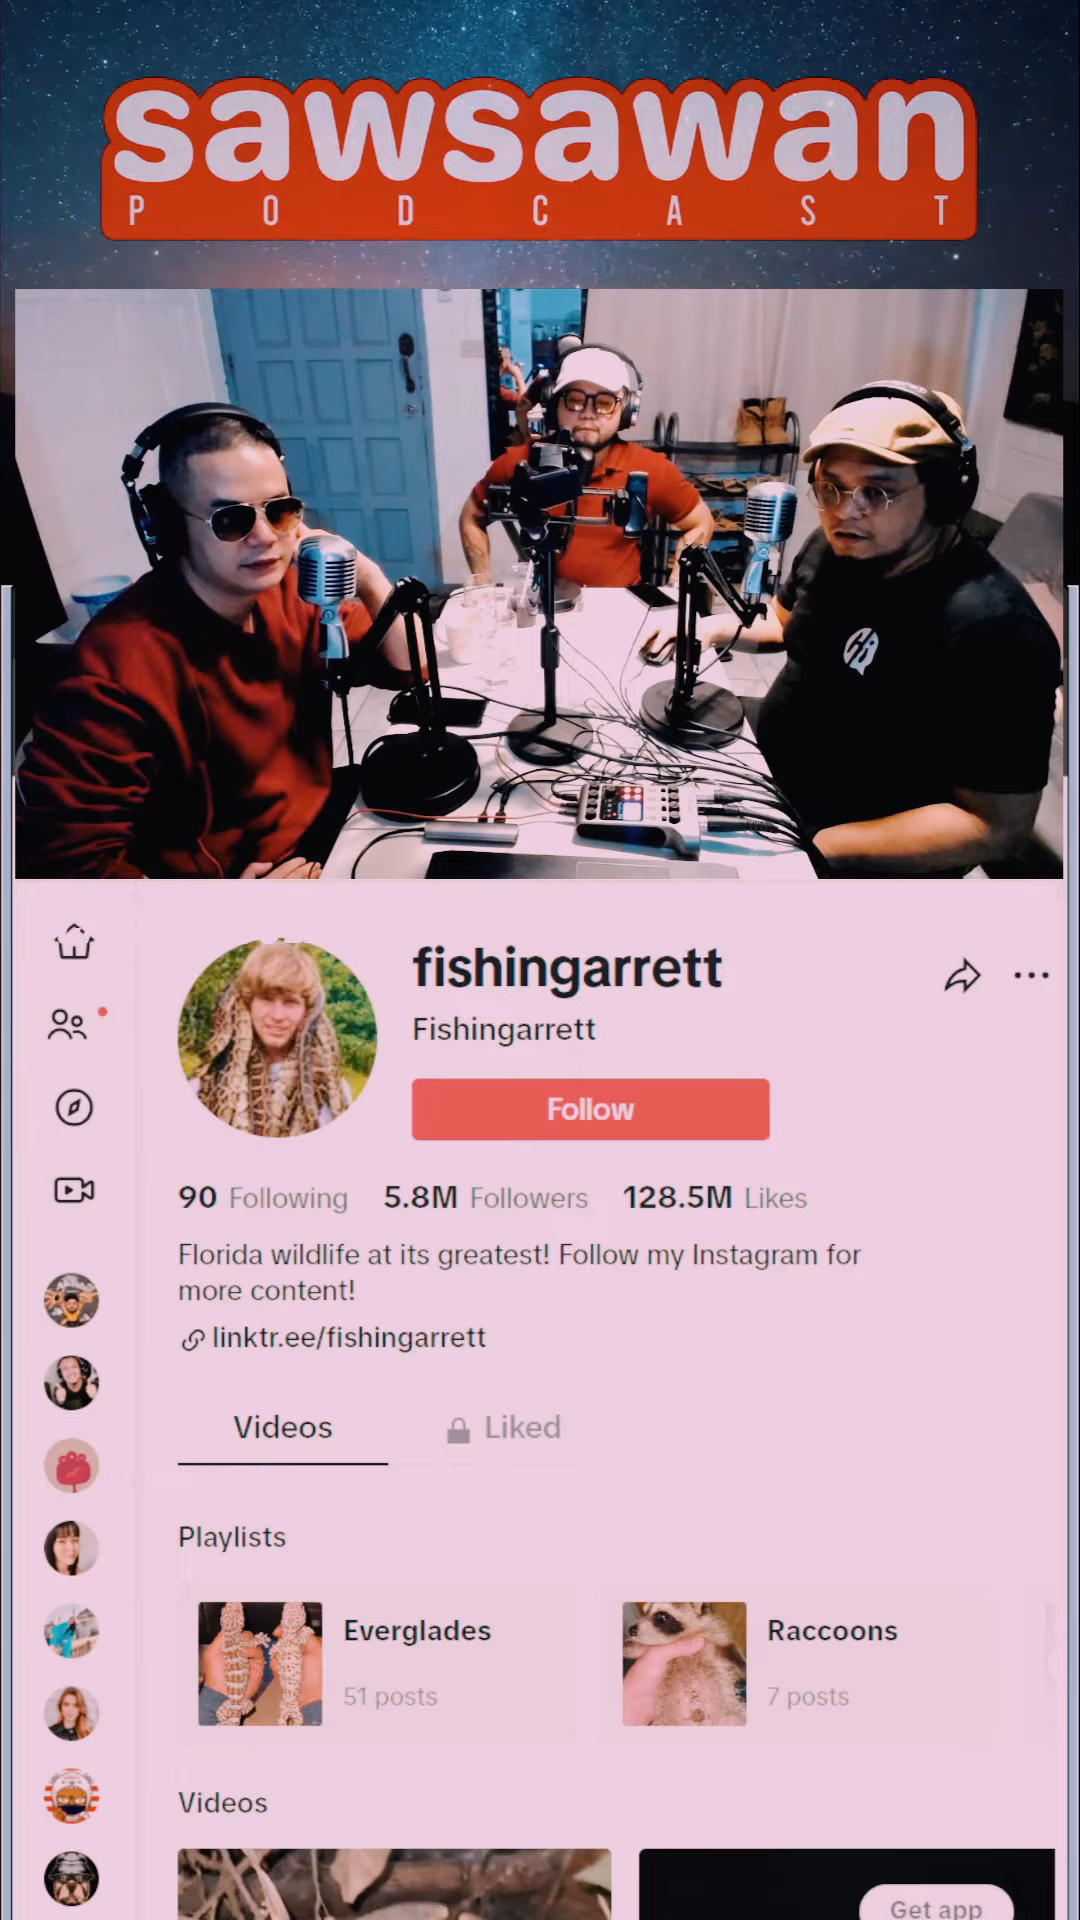 sawsawan
PODCAST
fishingarrett
Fishingarrett
Follow
90 Following 5.8M Followers 128.5M Likes
Florida wildlife at its greatest! Follow my Instagram for
more content!
linktr.ee/fishingarrett
Videos Liked
Playlists
Everglades
51 posts
Raccoons
7 posts
Videos
Get app